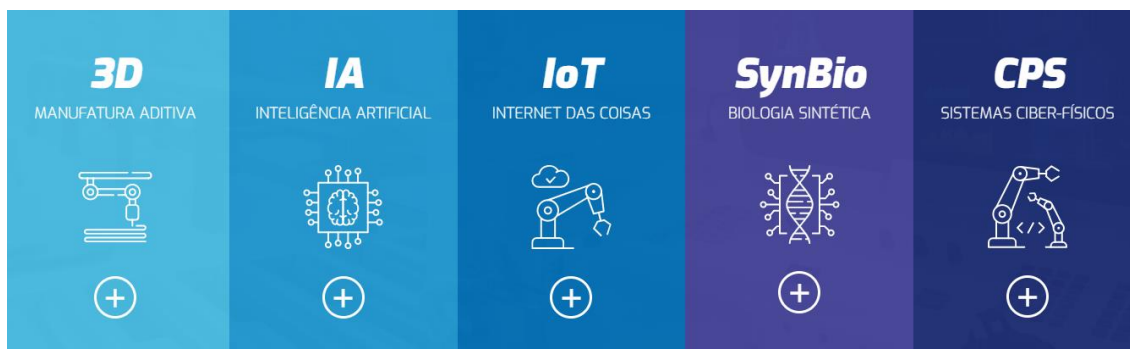 3D
MANUFATURA ADITIVA
IA
INTELIGÊNCIA ARTIFICIAL
IoT
INTERNET DAS COISAS
SynBio
BIOLOGIA SINTÉTICA
CPS
SISTEMAS CIBER-FÍSICOS